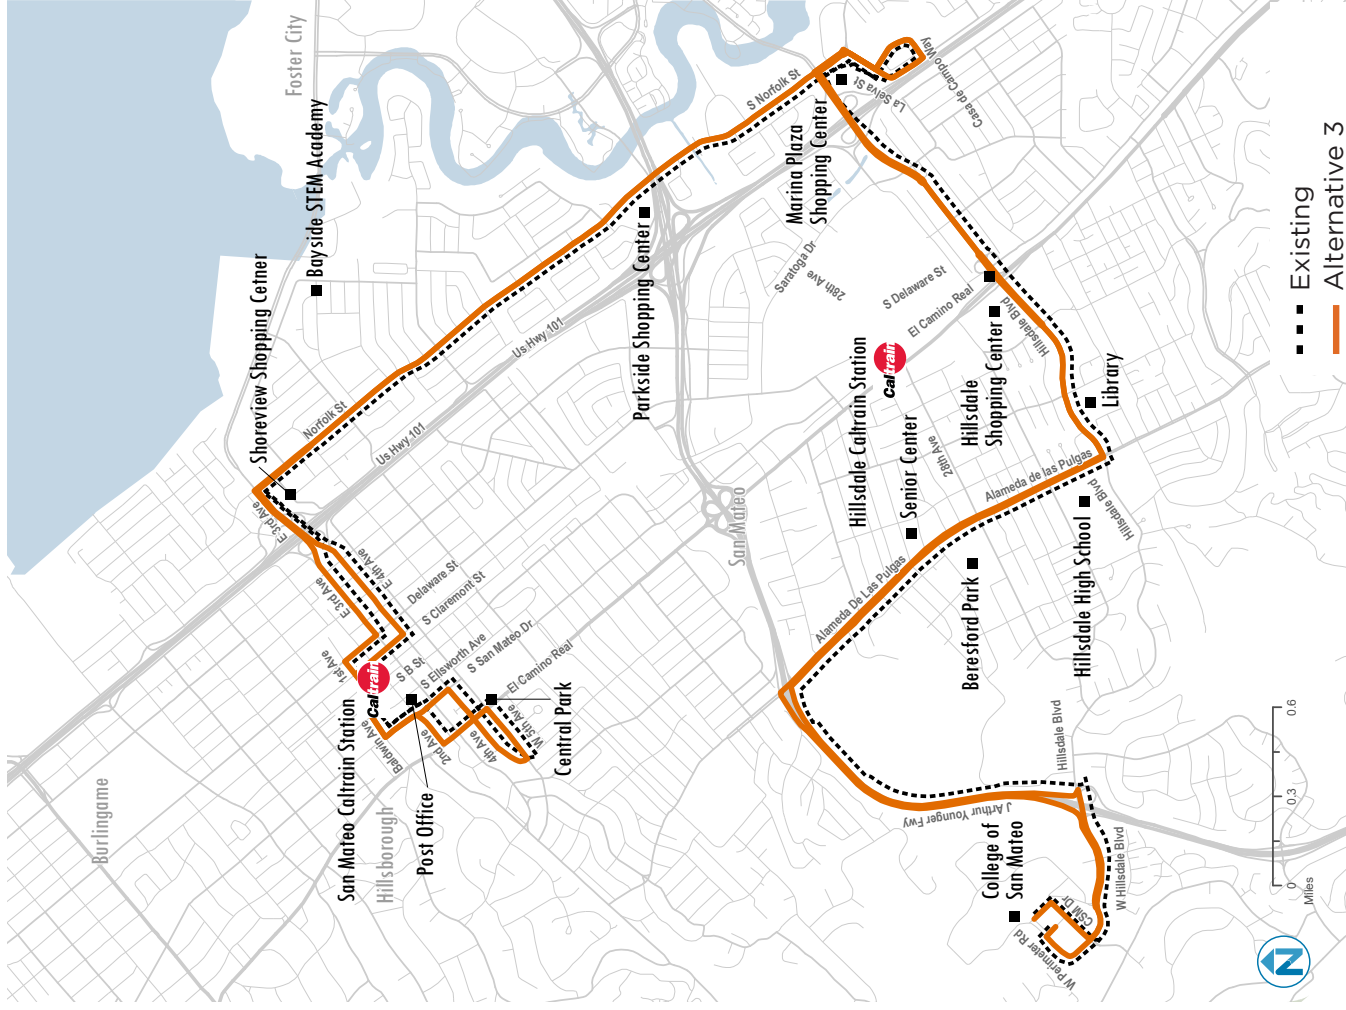 Foster City
Bayside STEM Academy
Shoreview Shopping Cetner
S Norfolk St
Casa de Campo Way
La Selva St
Marina Plaza
Shopping Center
Parkside Shopping Center
Saratoga Dr
28th Ave
S Delaware St
El Camino Real
Us Hwy 101
Norfolk St
Us Hwy 101
E 3rd Ave
E 4th Ave
E 3rd Ave
Delaware St
S Claremont St
1st Ave
Caltrain
S B St
S Ellsworth Ave
S San Mateo Dr
El Camino Real
San Mateo Caltrain Station
Baldwin Ave
2nd Ave
4th Ave
W 5th Ave
Central Park
Post Office
Hillsborough
Burlingame
San Mateo
Hillsdale Caltrain Station
Caltrain
Senior Center
28th Ave
Hillsdale
Shopping Center
Hillsdale Blvd
Library
Alameda de las Pulgas
Alameda De Las Pulgas
Hillsdale Blvd
Hillsdale High School
Beresford Park
Hillsdale Blvd
J Arthur Younger Fwy
College of
San Mateo
W Hillsdale Blvd
CSM Dr
W Perimeter Rd
Existing
Alternative 3
0 0.3 0.6
Miles
N